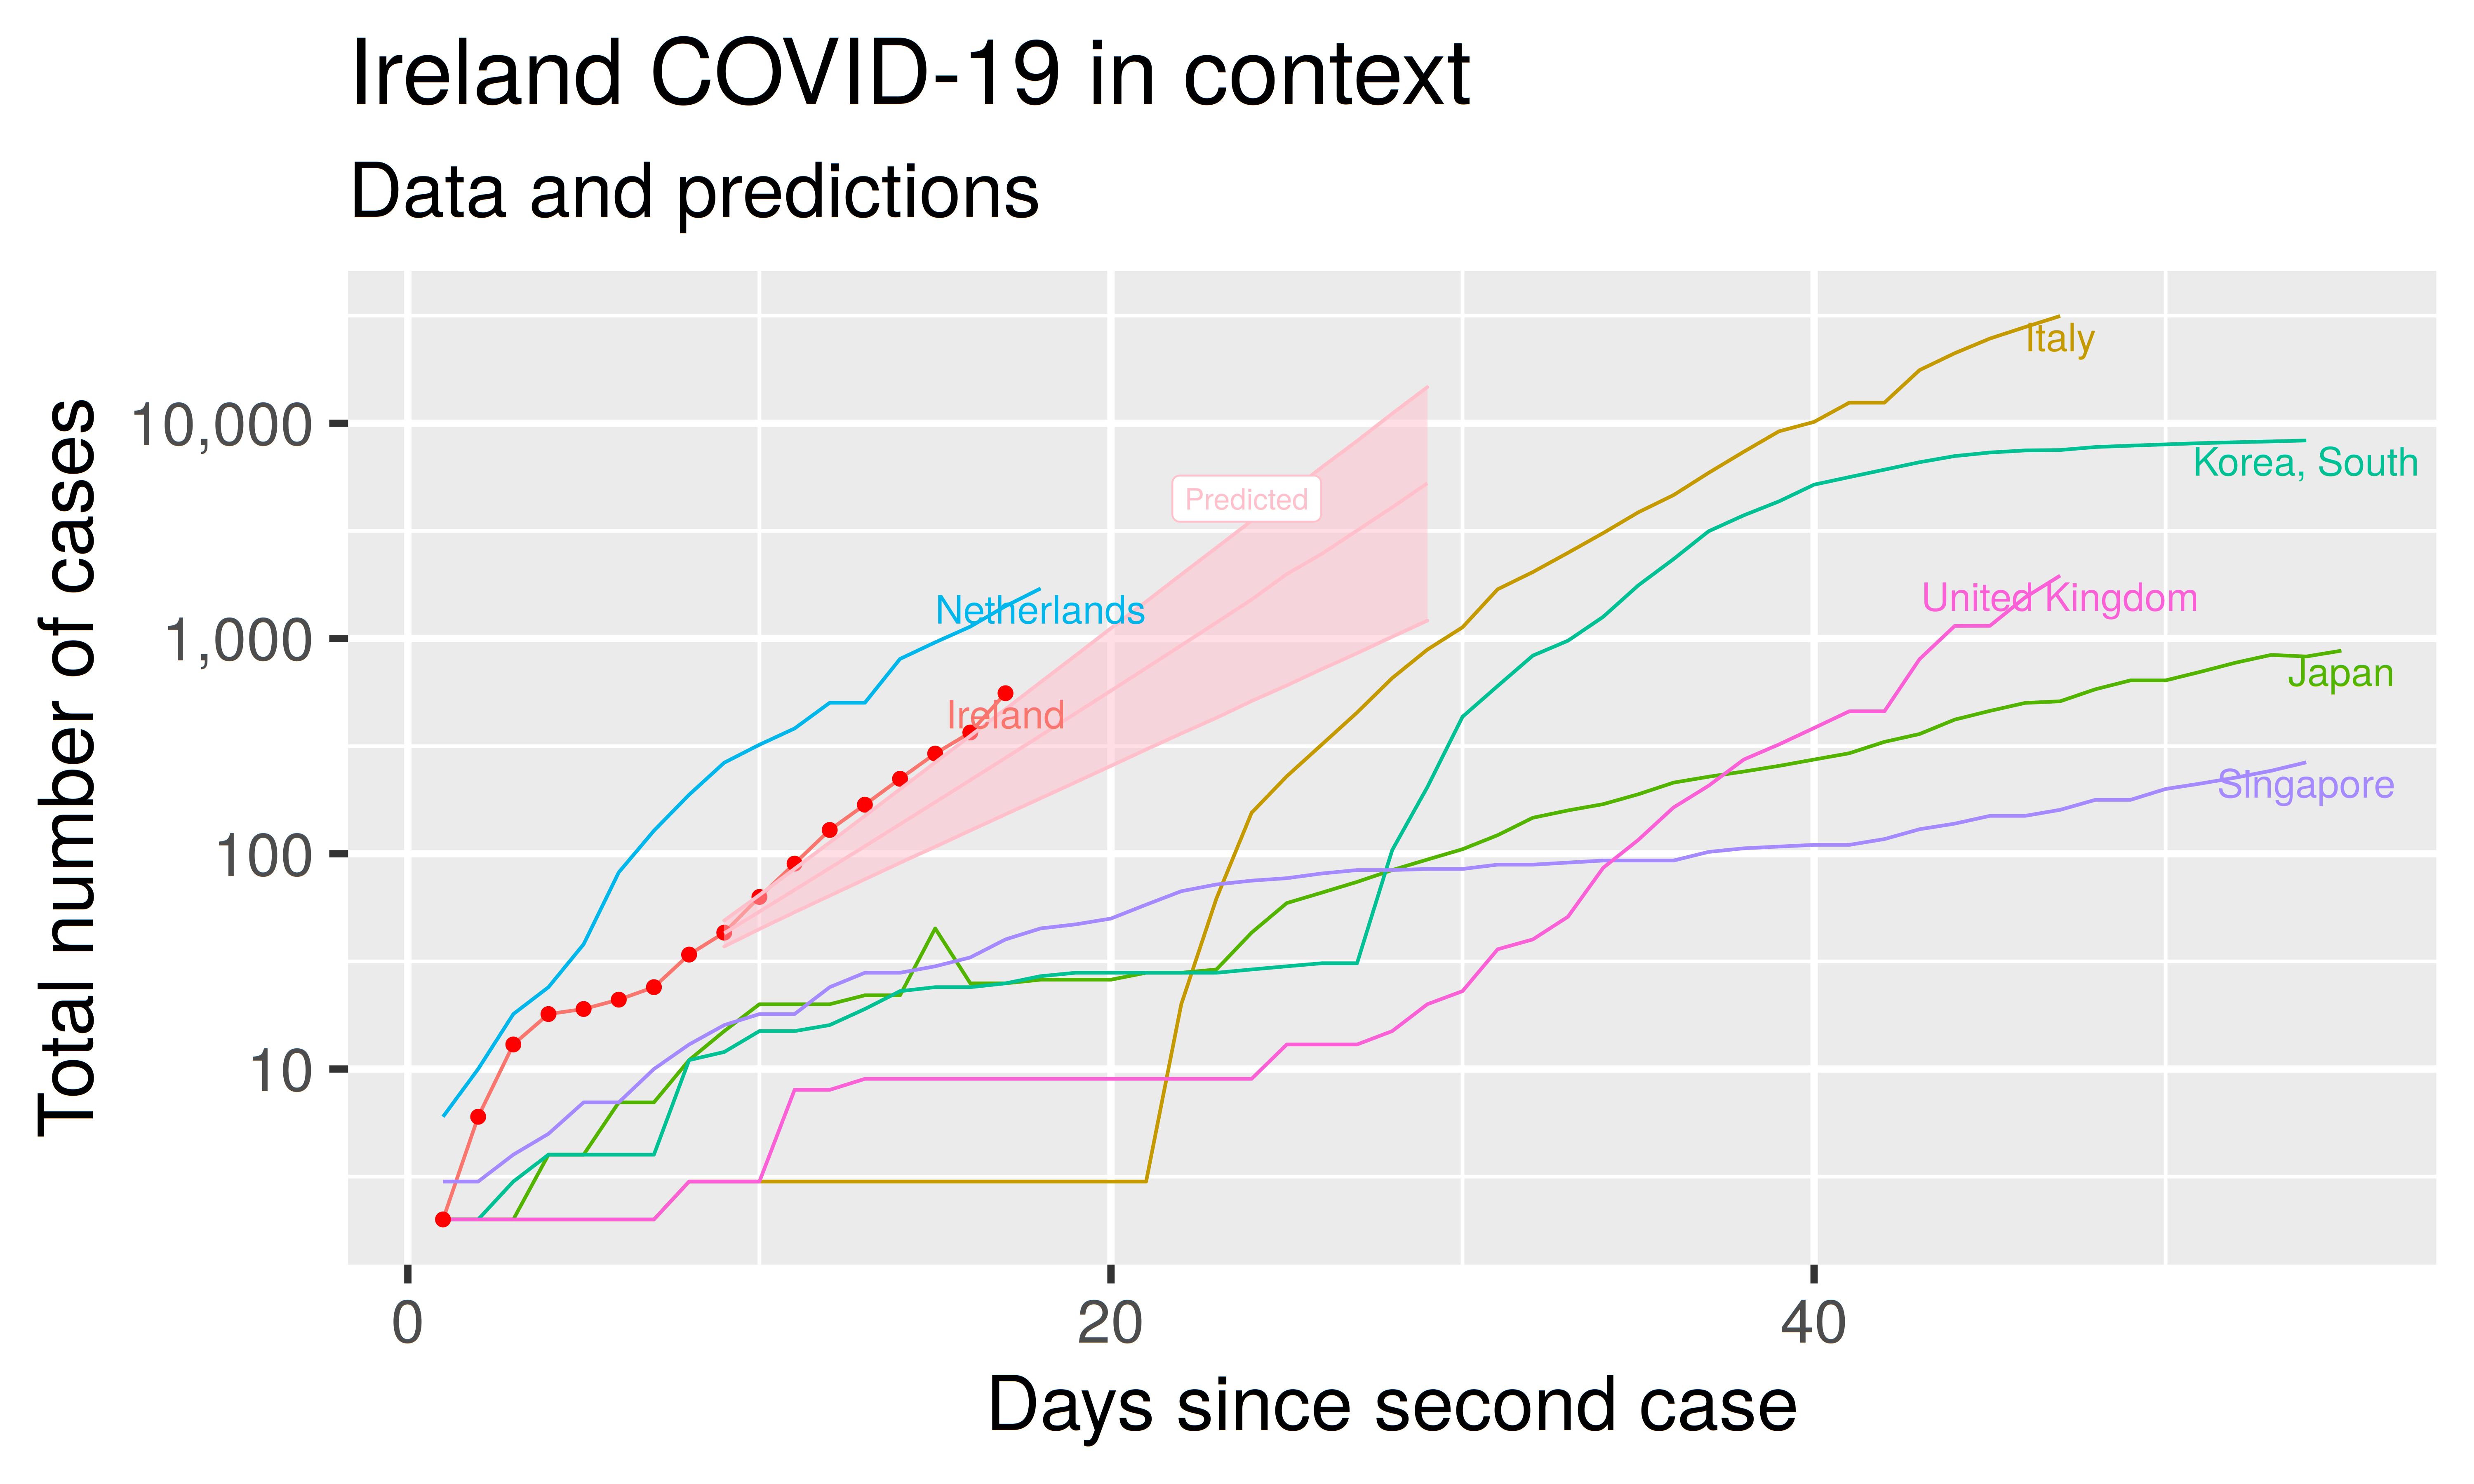 Ireland COVID-19 in context
Data and predictions
Total number of cases
10,000
1,000
100
10
Italy
Korea, South
Predicted
Netherlands
United Kingdom
Japan
Ireland
Singapore
0
20
40
Days since second case